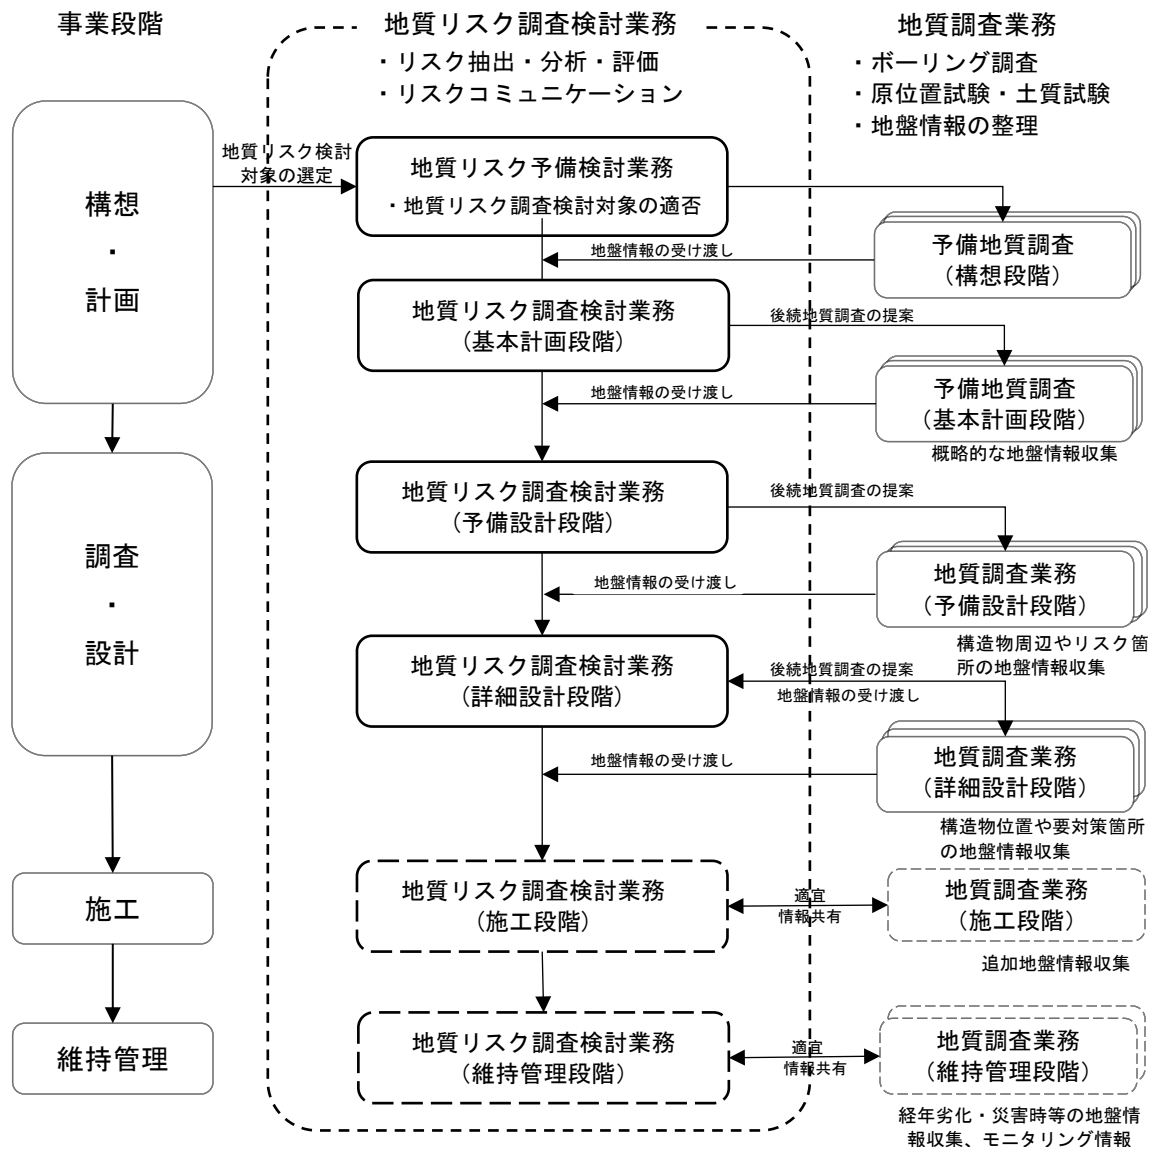 事業段階
地質リスク調査検討業務
・リスク抽出・分析・評価
・リスクコミュニケーション
地質調査業務
・ボーリング調査
・原位置試験・土質試験
・地盤情報の整理
構想
・
計画
地質リスク検討
対象の選定
地質リスク予備検討業務
・地質リスク調査検討対象の適否
地盤情報の受け渡し
予備地質調査
（構想段階）
地質リスク調査検討業務
（基本計画段階）
後続地質調査の提案
地盤情報の受け渡し
予備地質調査
（基本計画段階）
概略的な地盤情報収集
調査
・
設計
地質リスク調査検討業務
（予備設計段階）
後続地質調査の提案
地盤情報の受け渡し
地質調査業務
（予備設計段階）
構造物周辺やリスク箇
所の地盤情報収集
地質リスク調査検討業務
（詳細設計段階）
後続地質調査の提案
地盤情報の受け渡し
地盤情報の受け渡し
地質調査業務
（詳細設計段階）
構造物位置や要対策箇所
の地盤情報収集
施工
地質リスク調査検討業務
（施工段階）
適宜
情報共有
地質調査業務
（施工段階）
追加地盤情報収集
維持管理
地質リスク調査検討業務
（維持管理段階）
適宜
情報共有
地質調査業務
（維持管理段階）
経年劣化・災害時等の地盤情
報収集、モニタリング情報